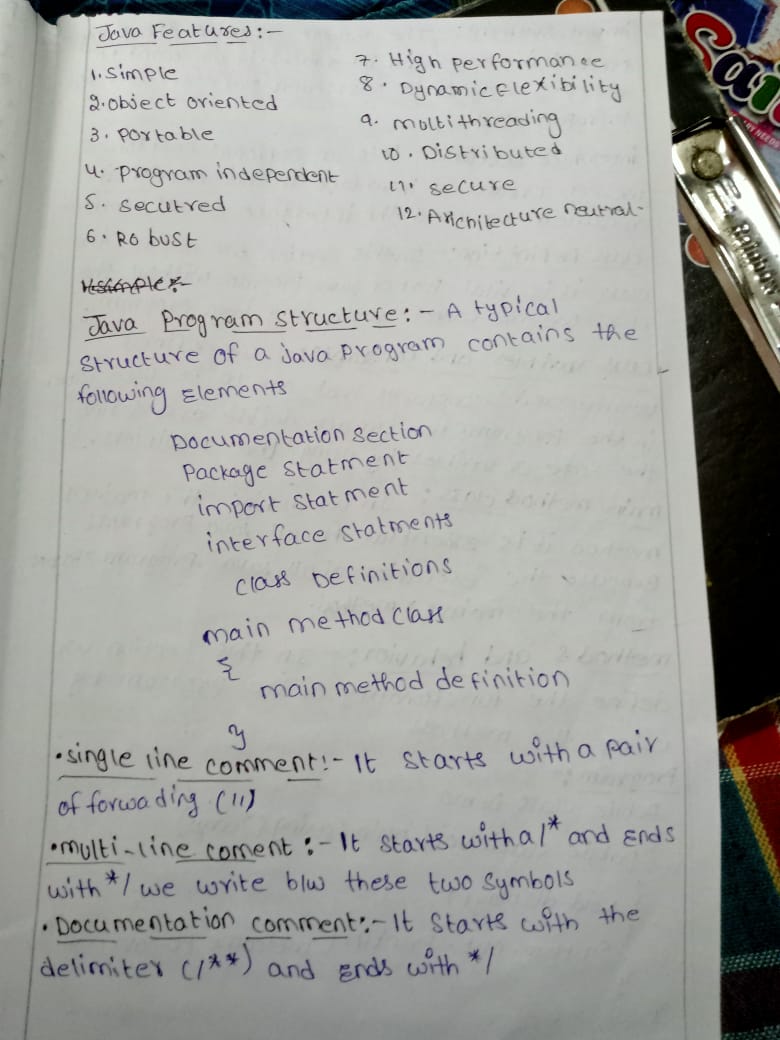 Java Features:-
1. Simple
2. object oriented
3. Portable
4. program independent
5. Secutred
6. Robust
7. High performance
8. Dynamic flexibility
9. moltithreading
10. Distributed
11. secure
12. Architecture neutral-
Java Program structure:- A typical
structure of a java program contains the
following Elements
Documentation Section
Package Statment
import Statment
interface Statments
class Definitions
main method class
{
main method definition
}
• single line comment:- It starts with a pair
of forwading (//)
• multi-line coment :- It starts with a /* and Ends
with */ we write b/w these two symbols
• Documentation comment:- It starts with the
delimiter (/**) and Ends with */